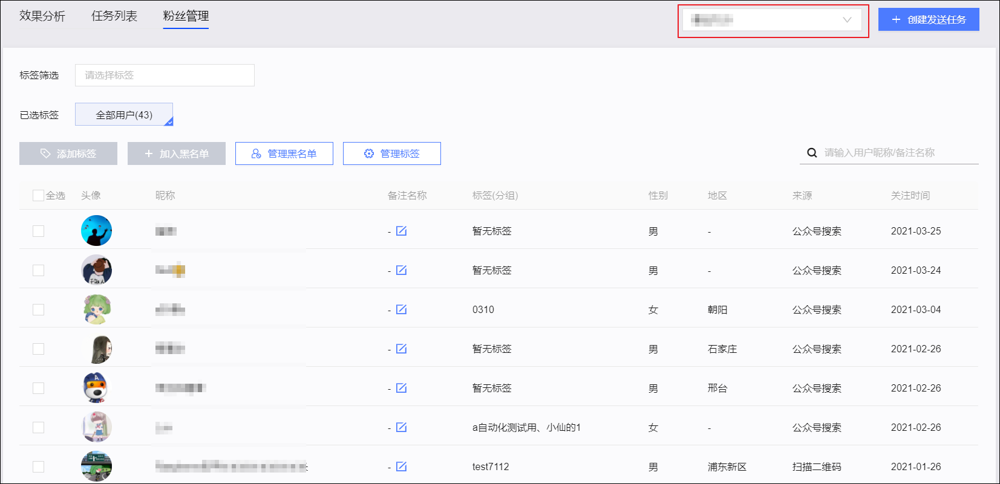 效果分析 任务列表 粉丝管理
+ 创建发送任务
标签筛选 请选择标签
已选标签 全部用户(43)
添加标签 + 加入黑名单 管理黑名单 管理标签 请输入用户昵称/备注名称
全选 头像 昵称 备注名称 标签(分组) 性别 地区 来源 关注时间
- 暂无标签 男 - 公众号搜索 2021-03-25
- 暂无标签 男 - 公众号搜索 2021-03-24
- 0310 女 朝阳 公众号搜索 2021-03-04
- 暂无标签 男 石家庄 公众号搜索 2021-02-26
- 暂无标签 男 邢台 公众号搜索 2021-02-26
- a自动化测试用、小仙的1 女 - 公众号搜索 2021-02-26
- test7112 男 浦东新区 扫描二维码 2021-01-26